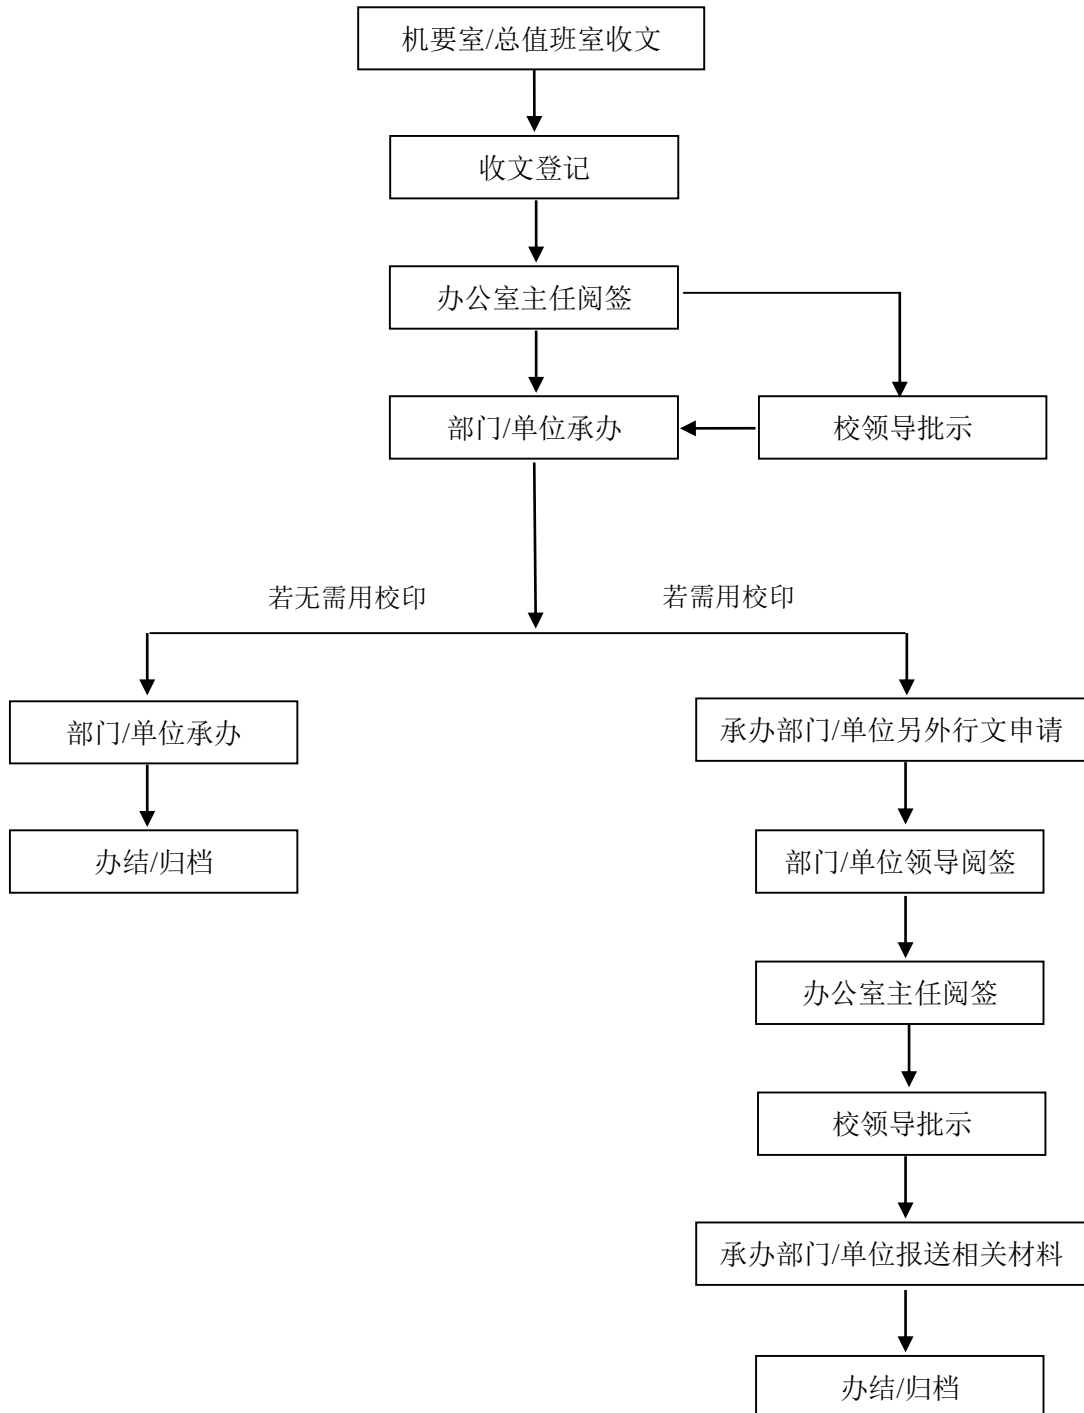 机要室/总值班室收文
收文登记
办公室主任阅签
部门/单位承办
校领导批示
若无需用校印
若需用校印
部门/单位承办
承办部门/单位另外行文申请
办结/归档
部门/单位领导阅签
办公室主任阅签
校领导批示
承办部门/单位报送相关材料
办结/归档